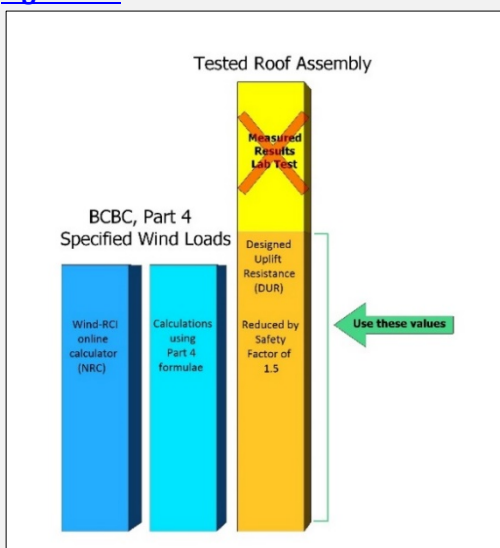 Tested Roof Assembly
Measured
Results
Lab Test
BCBC, Part 4
Specified Wind Loads
Designed
Uplift
Resistance
(DUR)
Reduced by
Safety
Factor of
1.5
Wind-RCI
online
calculator
(NRC)
Calculations
using
Part 4
formulae
Use these values